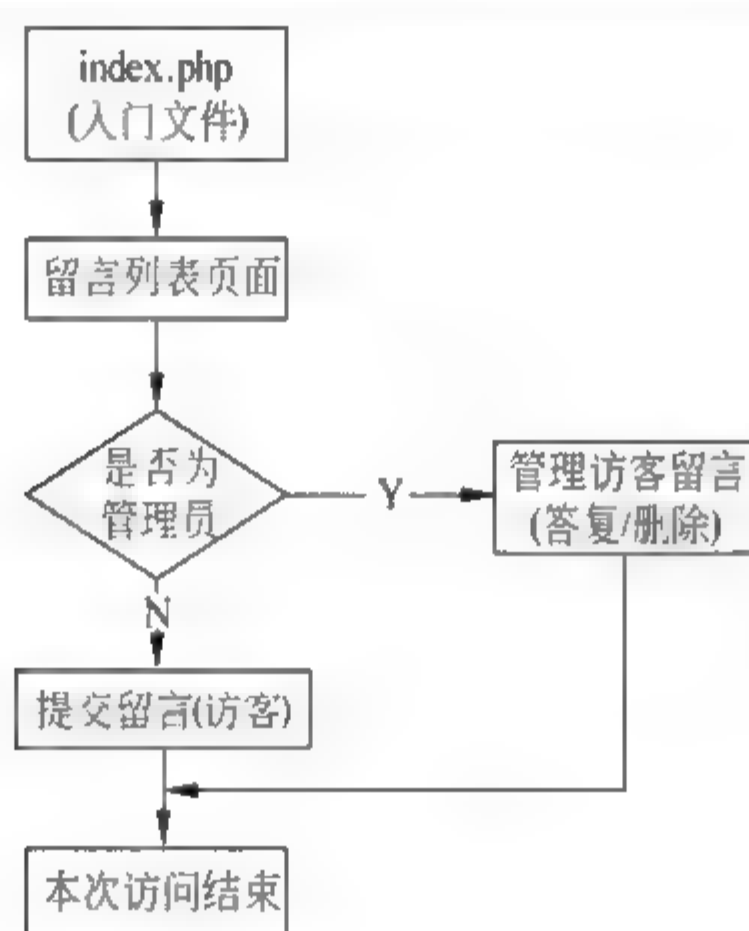 index.php
(入门文件)
留言列表页面
是否为
管理员
Y
管理访客留言
(答复/删除)
N
提交留言(访客)
本次访问结束